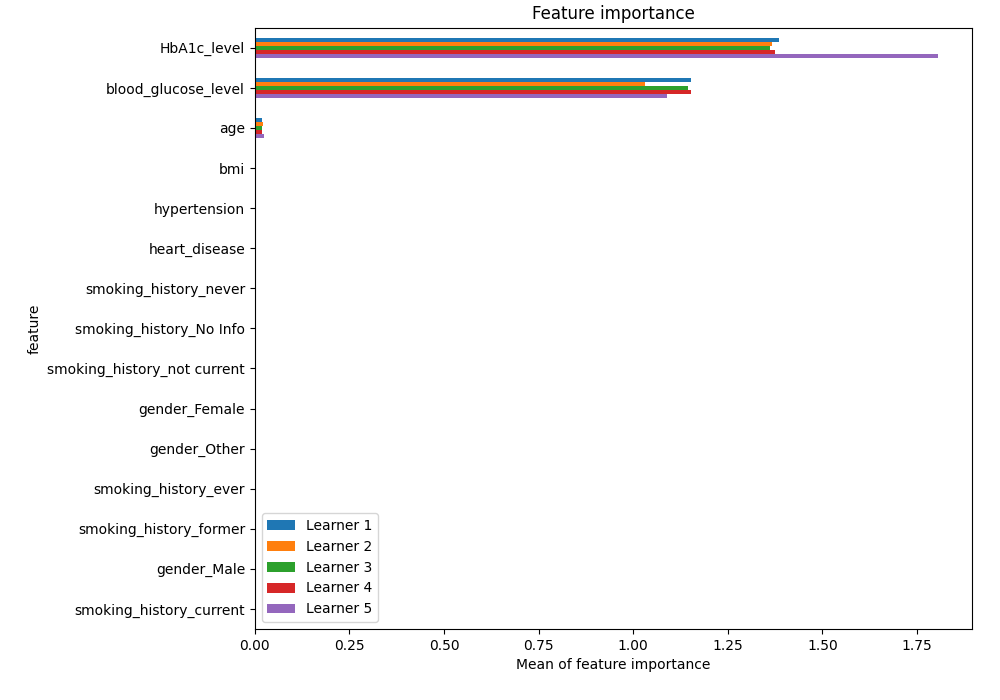 Feature importance
HbA1c_level
blood_glucose_level
age
bmi
hypertension
heart_disease
smoking_history_never
smoking_history_No Info
smoking_history_not current
gender_Female
gender_Other
smoking_history_ever
smoking_history_former
gender_Male
smoking_history_current
feature
Learner 1
Learner 2
Learner 3
Learner 4
Learner 5
0.00 0.25 0.50 0.75 1.00 1.25 1.50 1.75
Mean of feature importance